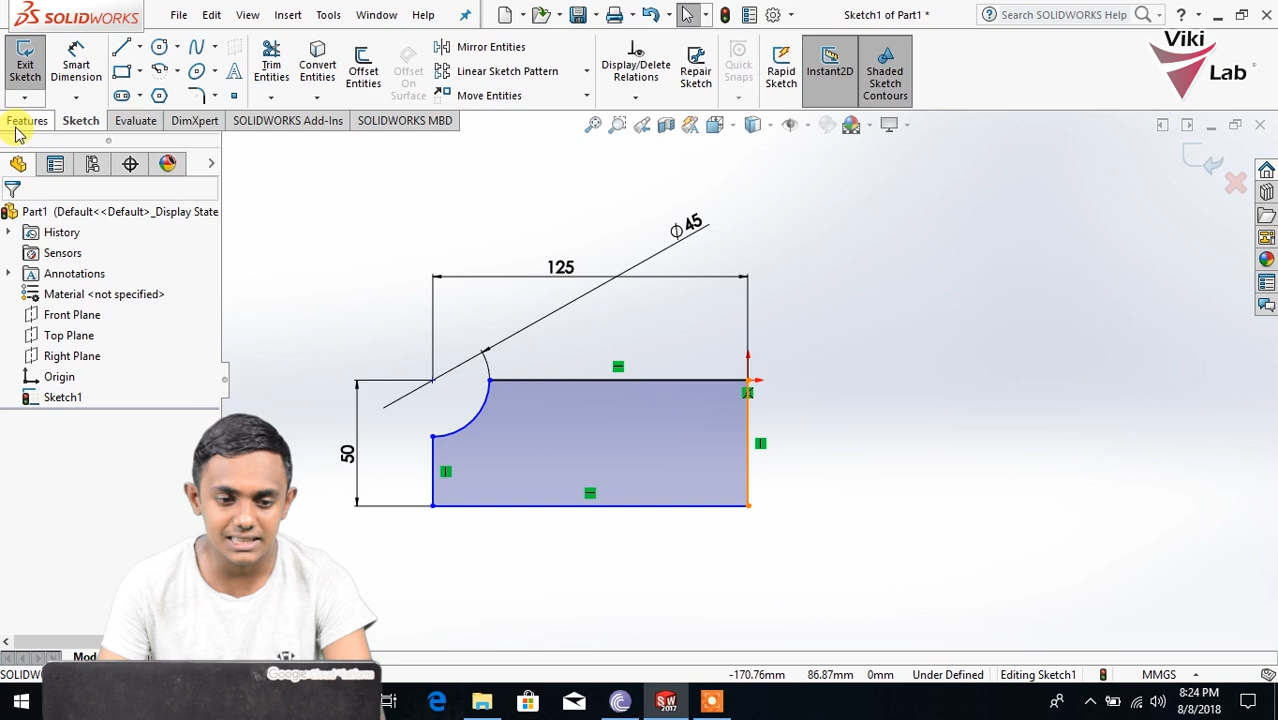 SOLIDWORKS
File
Edit
View
Insert
Tools
Window
Help
Sketch1 of Part1 *
Search SOLIDWORKS Help
Viki
Lab
Exit
Sketch
Smart
Dimension
Trim
Entities
Convert
Entities
Offset
Entities
Offset
On
Surface
Mirror Entities
Linear Sketch Pattern
Move Entities
Display/Delete
Relations
Repair
Sketch
Quick
Snaps
Rapid
Sketch
Instant2D
Shaded
Sketch
Contours
Features
Sketch
Evaluate
DimXpert
SOLIDWORKS Add-Ins
SOLIDWORKS MBD
Part1 (Default<<Default>_Display State
History
Sensors
Annotations
Material <not specified>
Front Plane
Top Plane
Right Plane
Origin
Sketch1
⌀45
125
50
Mod
SOLIDW
-170.76mm
86.87mm
0mm
Under Defined
Editing Sketch1
MMGS
SW
2017
8:24 PM
8/8/2018